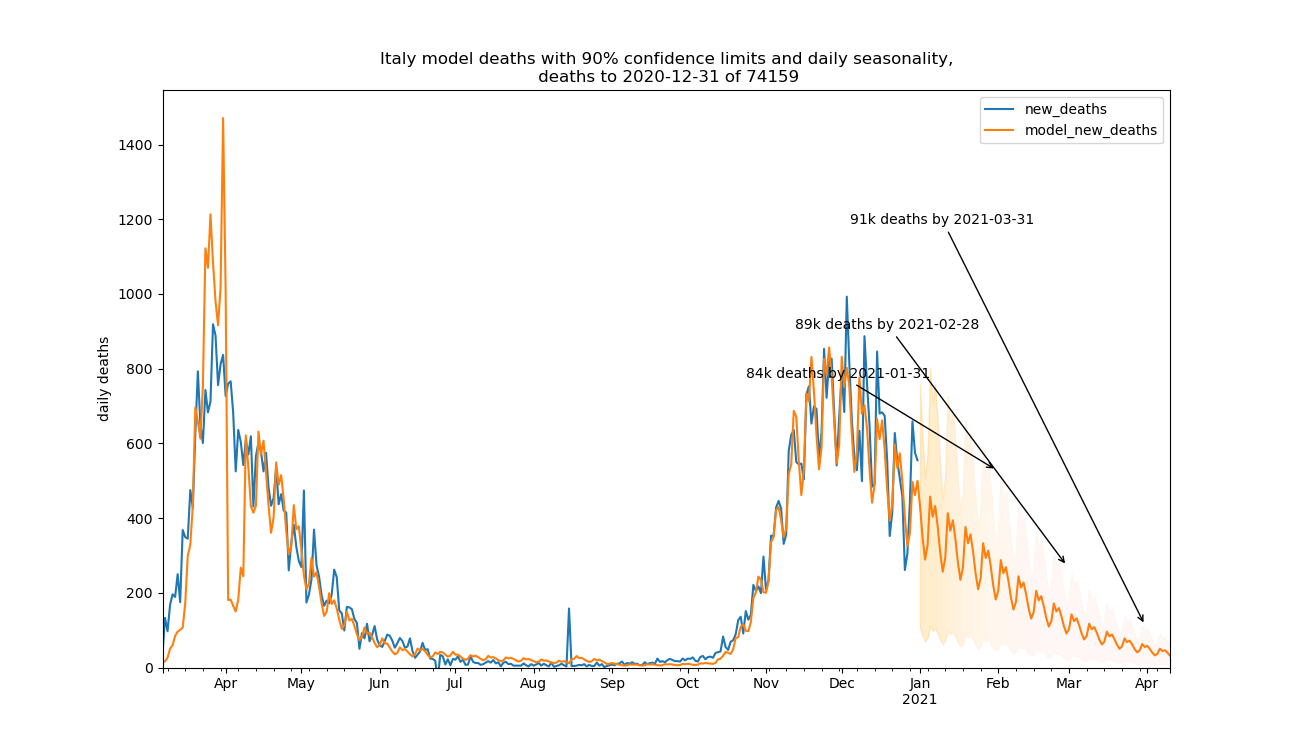 Italy model deaths with 90% confidence limits and daily seasonality,
deaths to 2020-12-31 of 74159
new_deaths
model_new_deaths
1400
1200
1000
800
600
400
200
0
daily deaths
91k deaths by 2021-03-31
89k deaths by 2021-02-28
84k deaths by 2021-01-31
Apr May Jun Jul Aug Sep Oct Nov Dec Jan Feb Mar Apr
2021